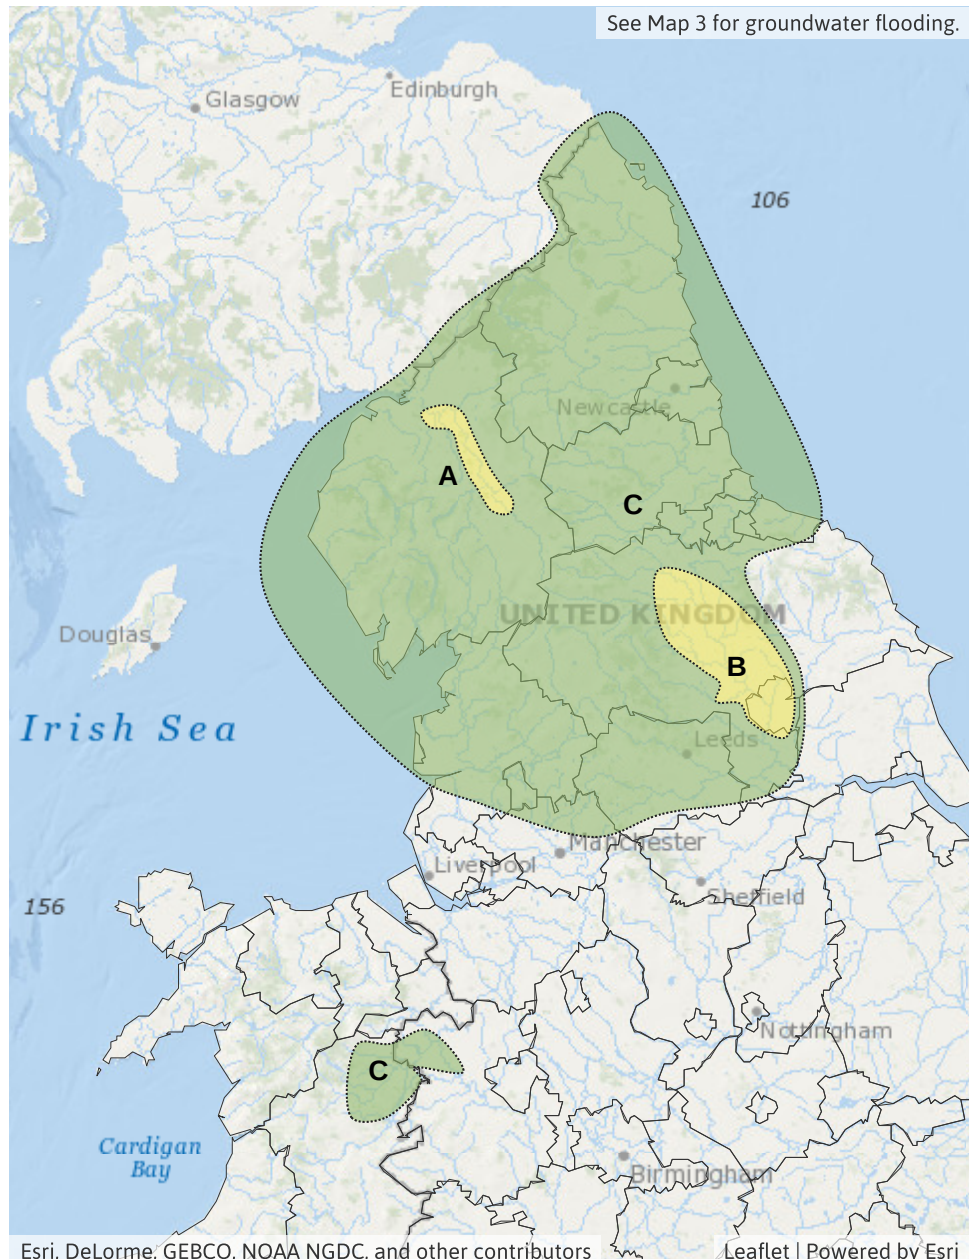 See Map 3 for groundwater flooding.
Edinburgh
Glasgow
106
Newcastle
A
C
UNITED KINGDOM
Douglas
B
Irish Sea
Leeds
Manchester
Liverpool
Sheffield
156
Nottingham
C
Cardigan
Bay
Birmingham
Esri, DeLorme, GEBCO, NOAA NGDC, and other contributors
Leaflet | Powered by Esri